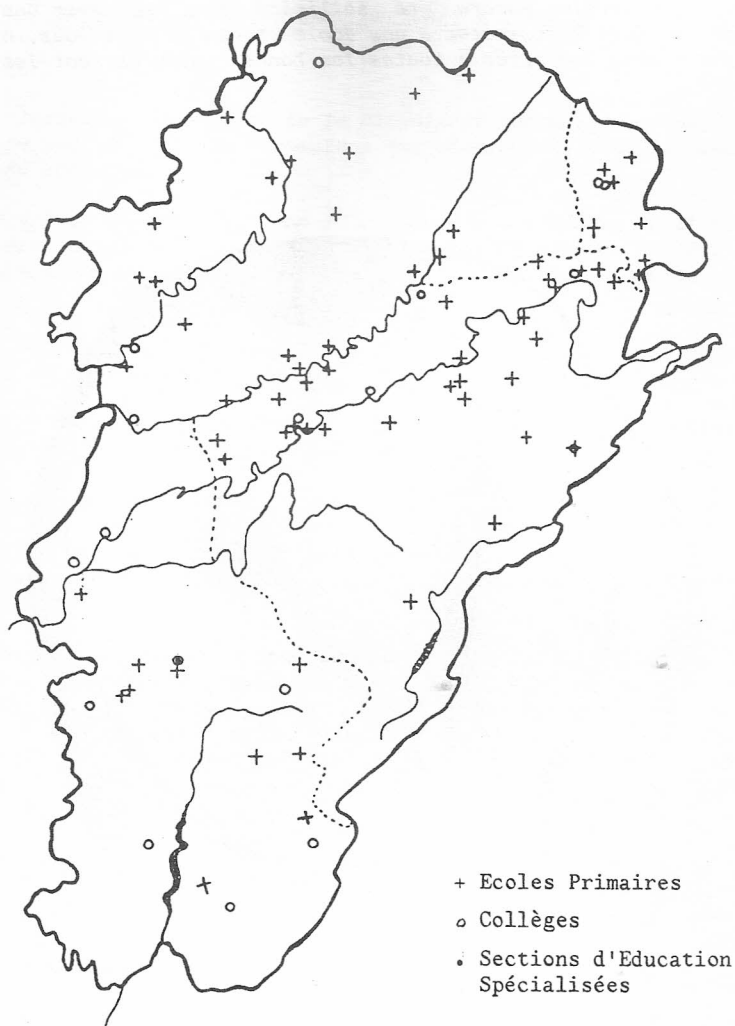 + Ecoles Primaires
o Collèges
• Sections d'Education
Spécialisées